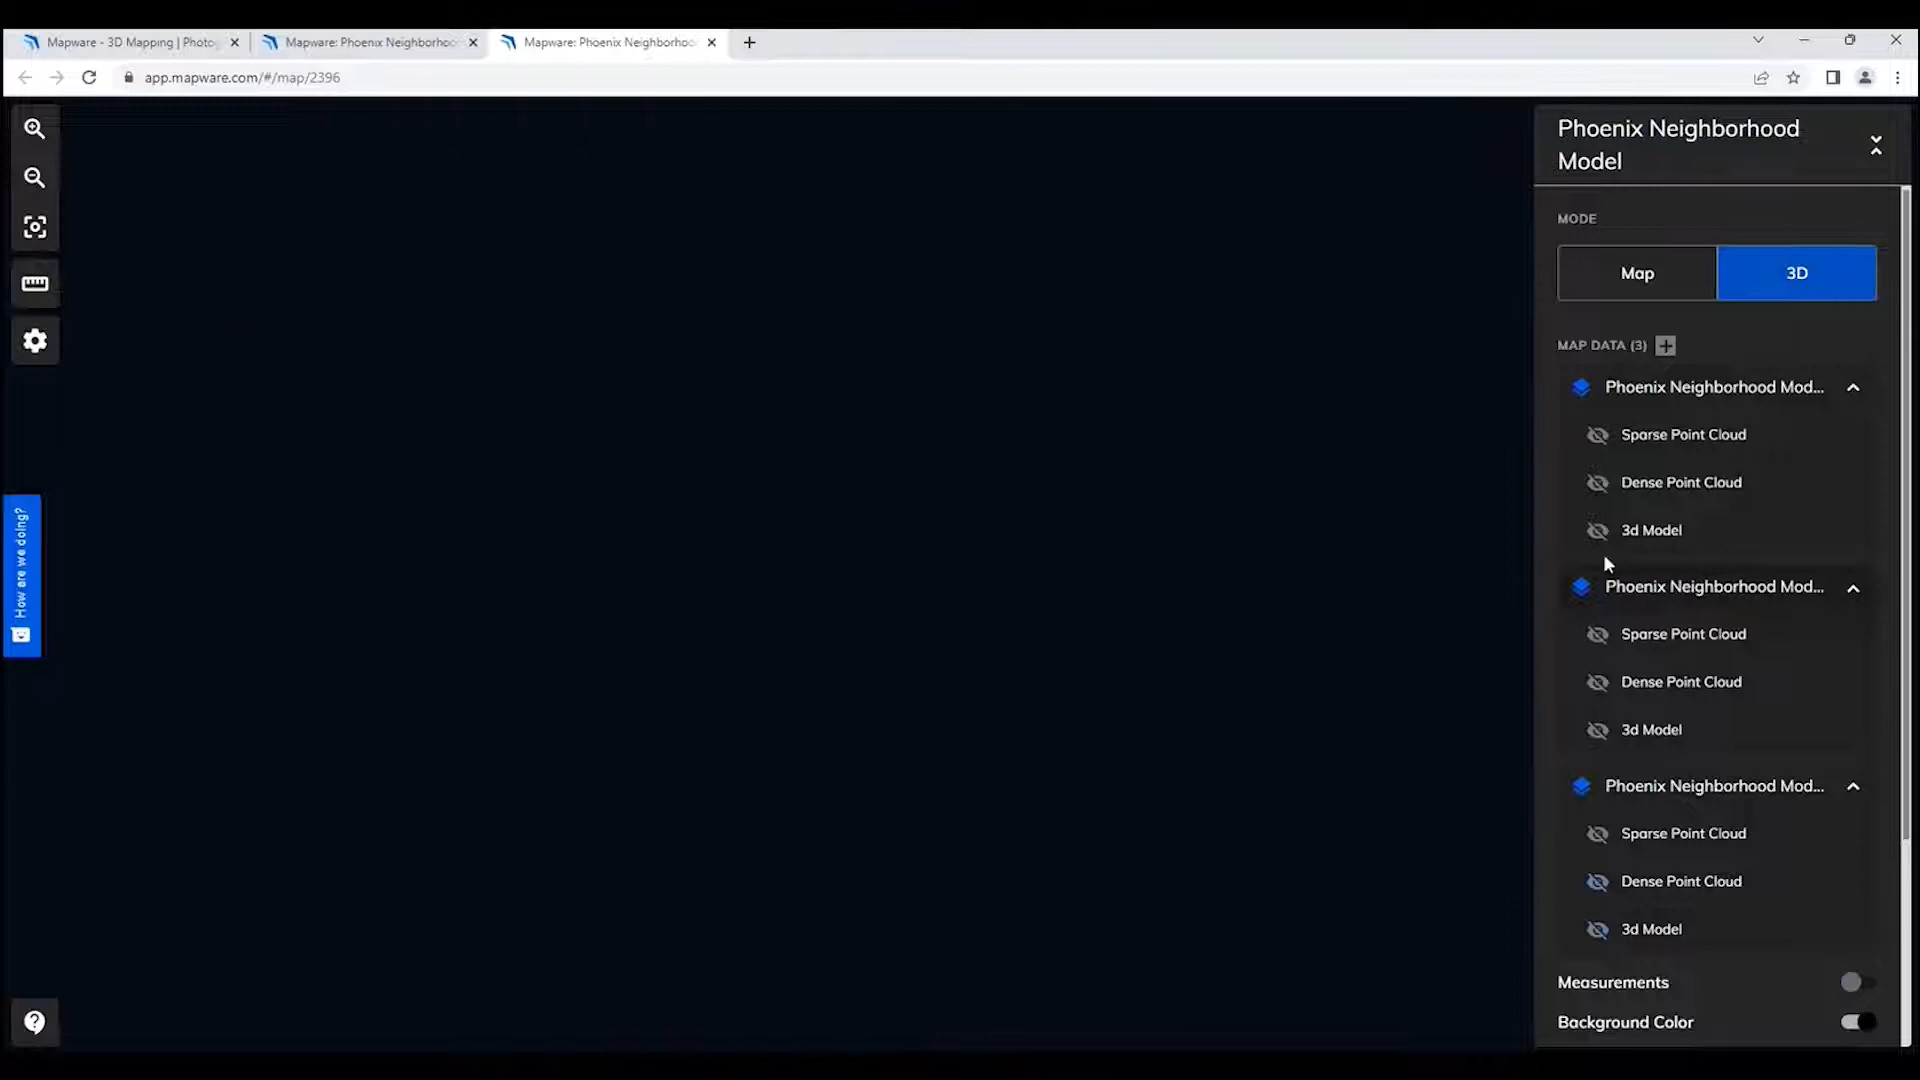 Mapware - 3D Mapping | Photo
Mapware: Phoenix Neighborhoo
Mapware: Phoenix Neighborho
app.mapware.com/#/map/2396
Phoenix Neighborhood
Model
MODE
Map
3D
MAP DATA (3)
Phoenix Neighborhood Mod...
Sparse Point Cloud
Dense Point Cloud
3d Model
Phoenix Neighborhood Mod...
Sparse Point Cloud
Dense Point Cloud
3d Model
Phoenix Neighborhood Mod...
Sparse Point Cloud
Dense Point Cloud
3d Model
Measurements
Background Color
How are we doing?